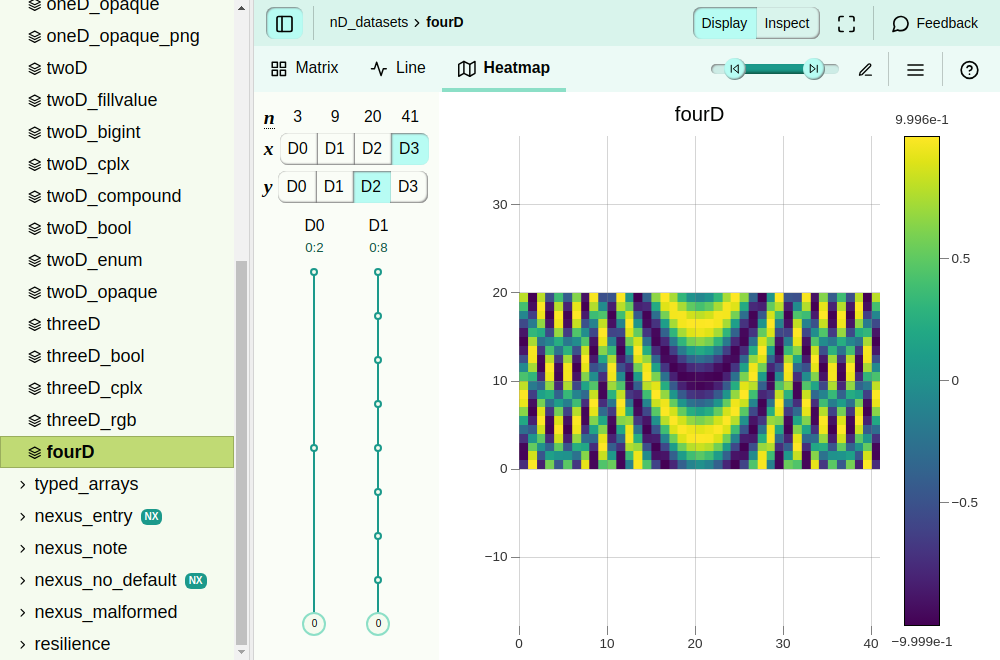 oneD_opaque
oneD_opaque_png
twoD
twoD_fillvalue
twoD_bigint
twoD_cplx
twoD_compound
twoD_bool
twoD_enum
twoD_opaque
threeD
threeD_bool
threeD_cplx
threeD_rgb
fourD
typed_arrays
nexus_entry NX
nexus_note
nexus_no_default NX
nexus_malformed
resilience
nD_datasets › fourD
Display Inspect
Feedback
Matrix Line Heatmap
n 3 9 20 41
x D0 D1 D2 D3
y D0 D1 D2 D3
D0 D1
0:2 0:8
0 0
fourD
30
20
10
0
−10
0 10 20 30 40
9.996e-1
0.5
0
−0.5
−9.999e-1